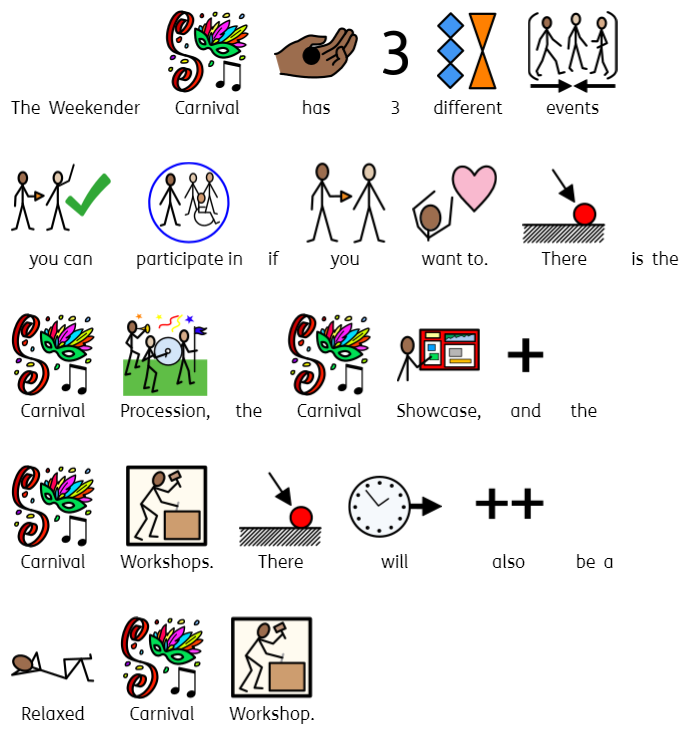 The Weekender Carnival has 3 different events
you can participate in if you want to. There is the
Carnival Procession, the Carnival Showcase, and the
Carnival Workshops. There will also be a
Relaxed Carnival Workshop.